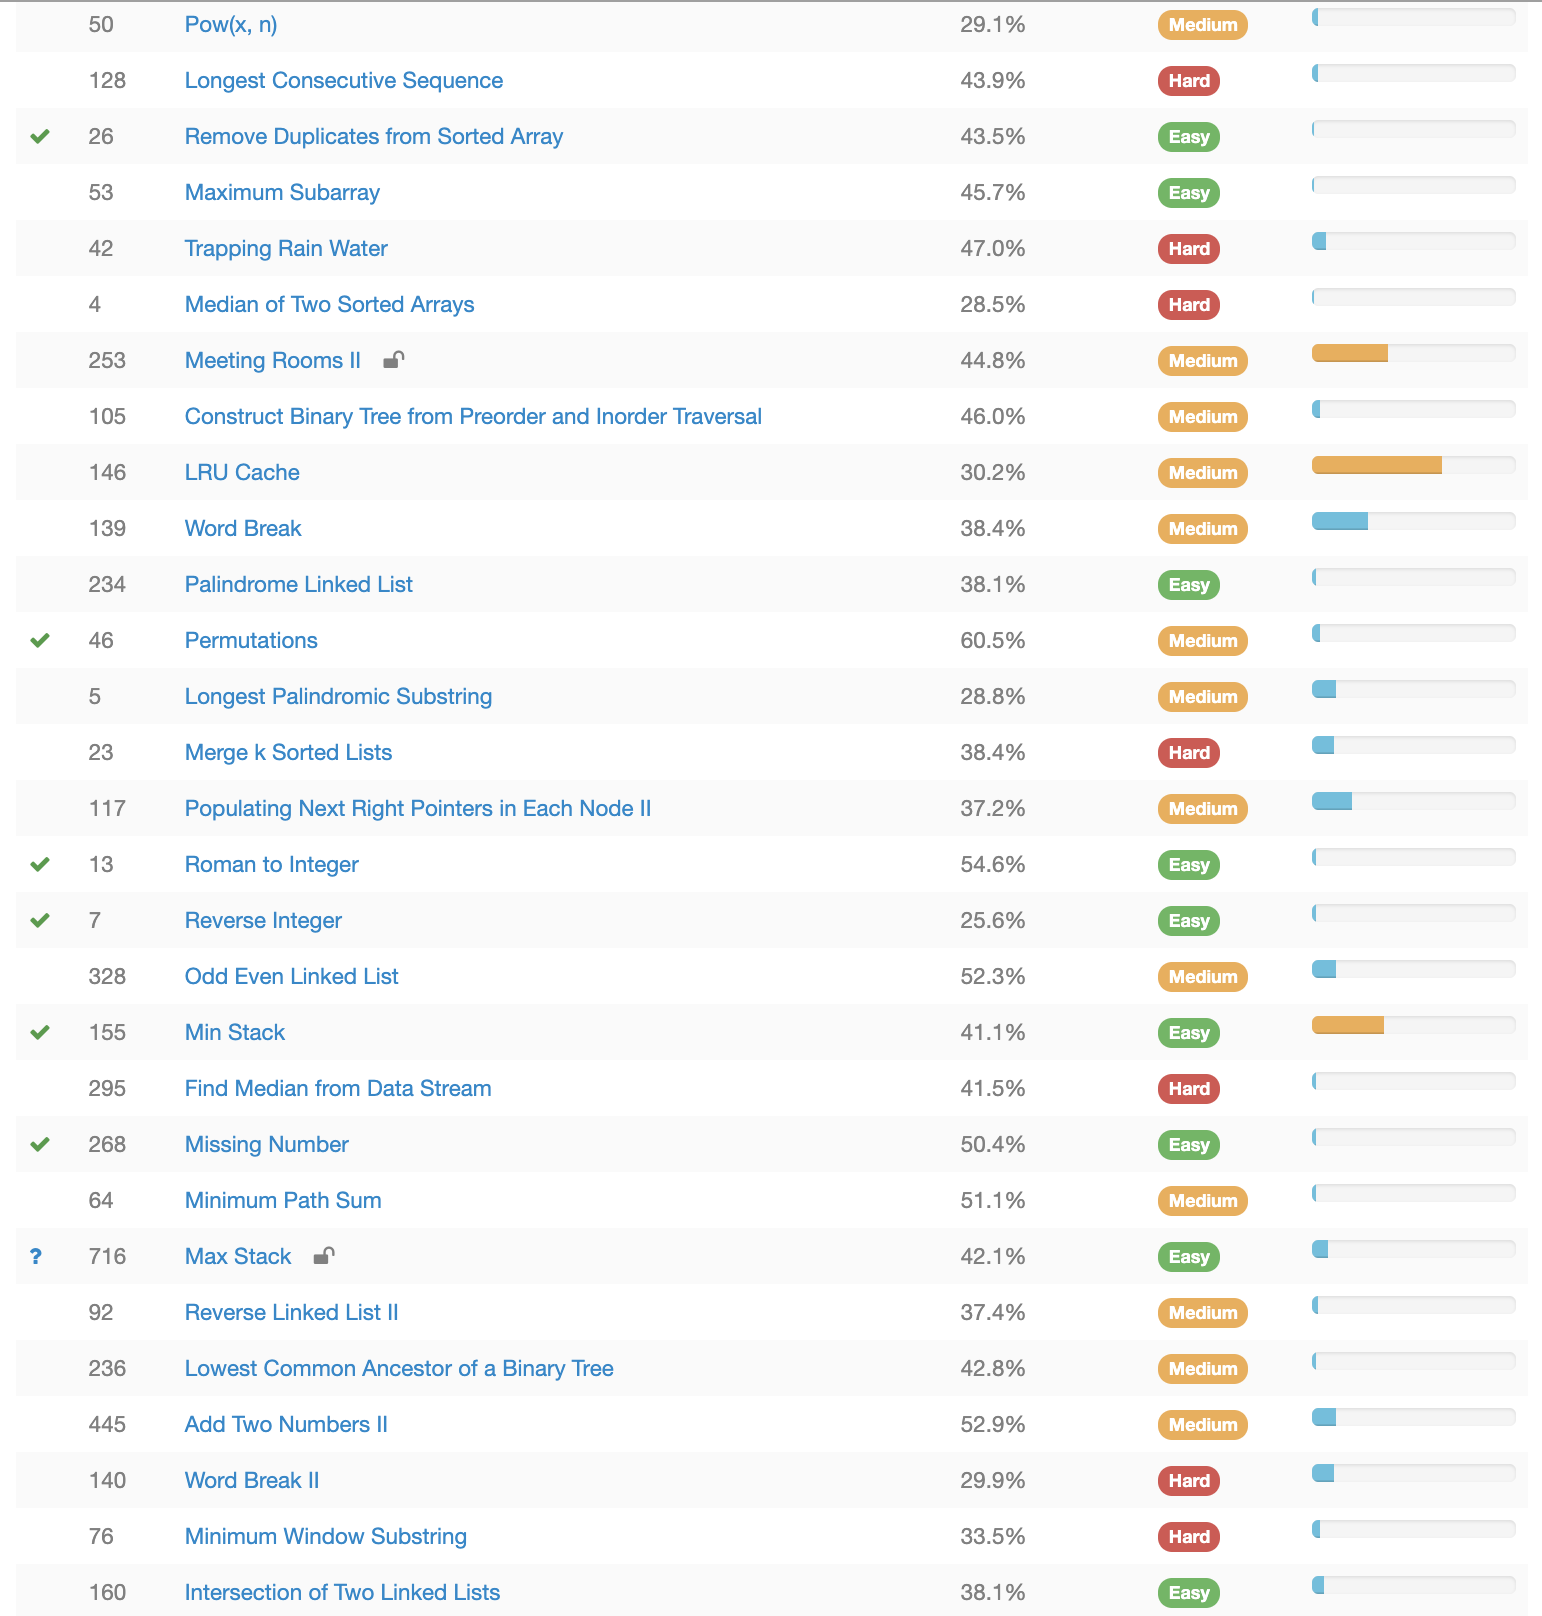 50 Pow(x, n) 29.1% Medium
128 Longest Consecutive Sequence 43.9% Hard
26 Remove Duplicates from Sorted Array 43.5% Easy
53 Maximum Subarray 45.7% Easy
42 Trapping Rain Water 47.0% Hard
4 Median of Two Sorted Arrays 28.5% Hard
253 Meeting Rooms II 44.8% Medium
105 Construct Binary Tree from Preorder and Inorder Traversal 46.0% Medium
146 LRU Cache 30.2% Medium
139 Word Break 38.4% Medium
234 Palindrome Linked List 38.1% Easy
46 Permutations 60.5% Medium
5 Longest Palindromic Substring 28.8% Medium
23 Merge k Sorted Lists 38.4% Hard
117 Populating Next Right Pointers in Each Node II 37.2% Medium
13 Roman to Integer 54.6% Easy
7 Reverse Integer 25.6% Easy
328 Odd Even Linked List 52.3% Medium
155 Min Stack 41.1% Easy
295 Find Median from Data Stream 41.5% Hard
268 Missing Number 50.4% Easy
64 Minimum Path Sum 51.1% Medium
? 716 Max Stack 42.1% Easy
92 Reverse Linked List II 37.4% Medium
236 Lowest Common Ancestor of a Binary Tree 42.8% Medium
445 Add Two Numbers II 52.9% Medium
140 Word Break II 29.9% Hard
76 Minimum Window Substring 33.5% Hard
160 Intersection of Two Linked Lists 38.1% Easy